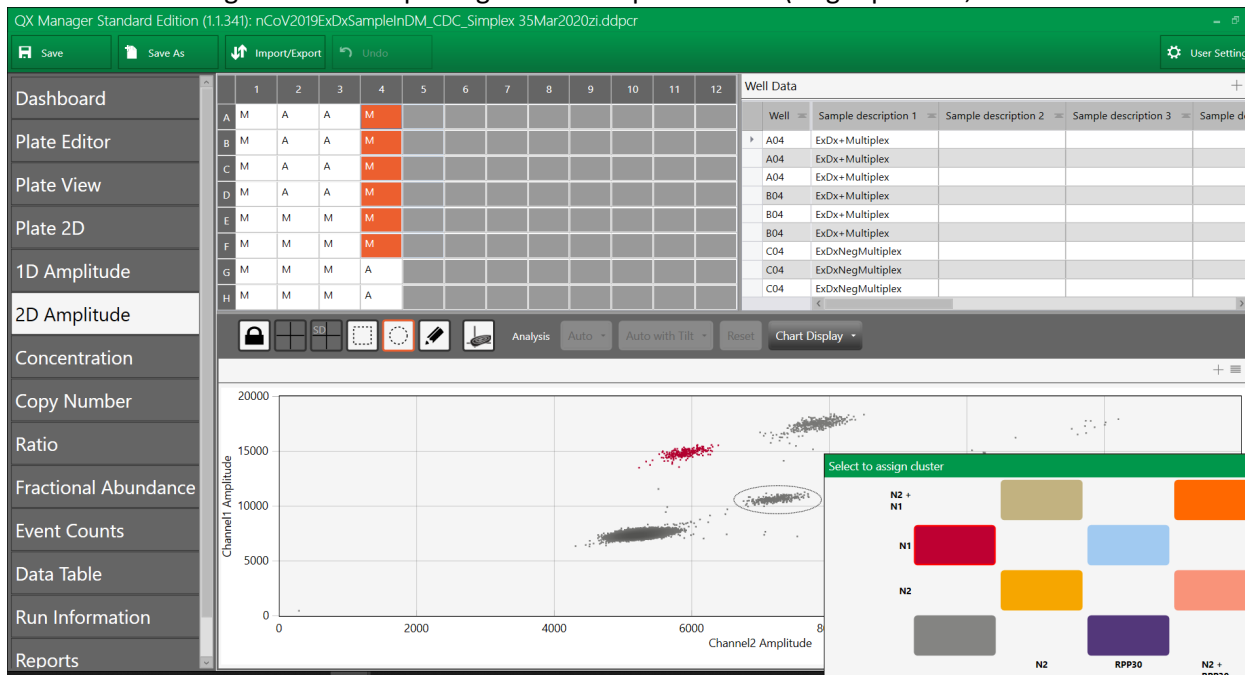 QX Manager Standard Edition (1.1.341): nCoV2019ExDxSampleInDM_CDC_Simplex 35Mar2020zi.ddpcr
Save
Save As
Import/Export
Undo
User Setting
Dashboard
Plate Editor
Plate View
Plate 2D
1D Amplitude
2D Amplitude
Concentration
Copy Number
Ratio
Fractional Abundance
Event Counts
Data Table
Run Information
Reports
1 2 3 4 5 6 7 8 9 10 11 12
A M A A M
B M A A M
C M A A M
D M A A M
E M M M M
F M M M M
G M M M A
H M M M A
Well Data
Well Sample description 1 Sample description 2 Sample description 3 Sample d
A04 ExDx+Multiplex
A04 ExDx+Multiplex
A04 ExDx+Multiplex
B04 ExDx+Multiplex
B04 ExDx+Multiplex
B04 ExDx+Multiplex
C04 ExDxNegMultiplex
C04 ExDxNegMultiplex
C04 ExDxNegMultiplex
SD
Analysis
Auto
Auto with Tilt
Reset
Chart Display
Channel1 Amplitude
20000
15000
10000
5000
0
0 2000 4000 6000 8
Channel2 Amplitude
Select to assign cluster
N2 +
N1
N1
N2
N2 RPP30 N2 +
RPP30